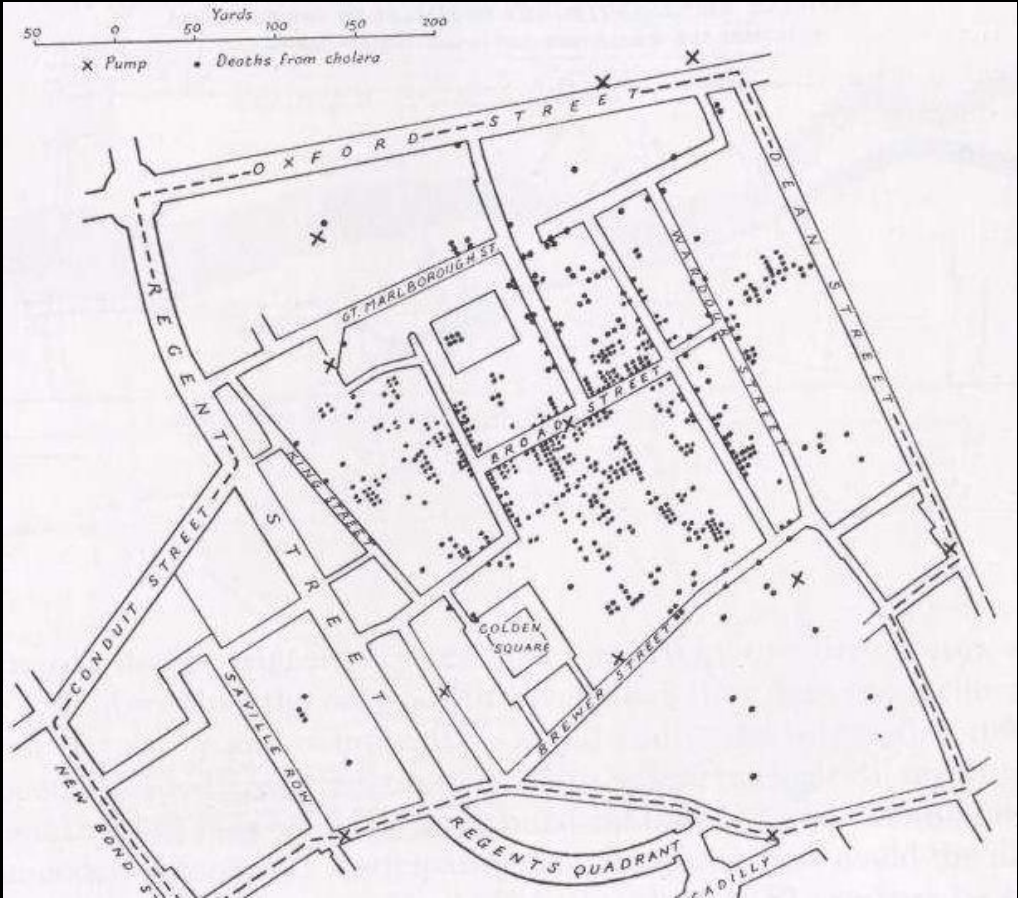 Yards
50 0 50 100 150 200
x Pump • Deaths from cholera
OXFORD STREET
DEAN STREET
WARDOUR STREET
GT. MARLBOROUGH ST.
REGENT STREET
BROAD STREET
KING STREET
CONDUIT STREET
GOLDEN
SQUARE
BREWER STREET
SAVILLE ROW
NEW BOND S
REGENTS QUADRANT
ADILLY